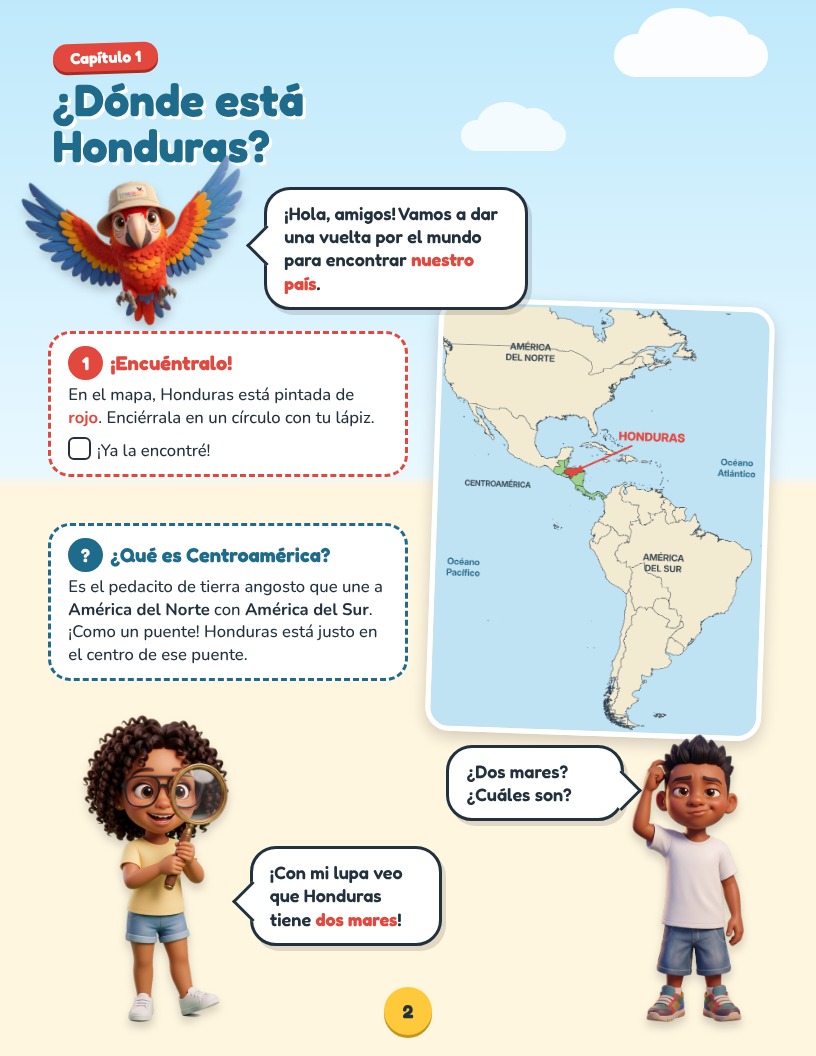 Capítulo 1
¿Dónde está
Honduras?
¡Hola, amigos! Vamos a dar
una vuelta por el mundo
para encontrar nuestro
país.
1 ¡Encuéntralo!
En el mapa, Honduras está pintada de
rojo. Enciérrala en un círculo con tu lápiz.
¡Ya la encontré!
AMÉRICA
DEL NORTE
HONDURAS
Océano
Atlántico
CENTROAMÉRICA
Océano
Pacífico
AMÉRICA
DEL SUR
? ¿Qué es Centroamérica?
Es el pedacito de tierra angosto que une a
América del Norte con América del Sur.
¡Como un puente! Honduras está justo en
el centro de ese puente.
¿Dos mares?
¿Cuáles son?
¡Con mi lupa veo
que Honduras
tiene dos mares!
2